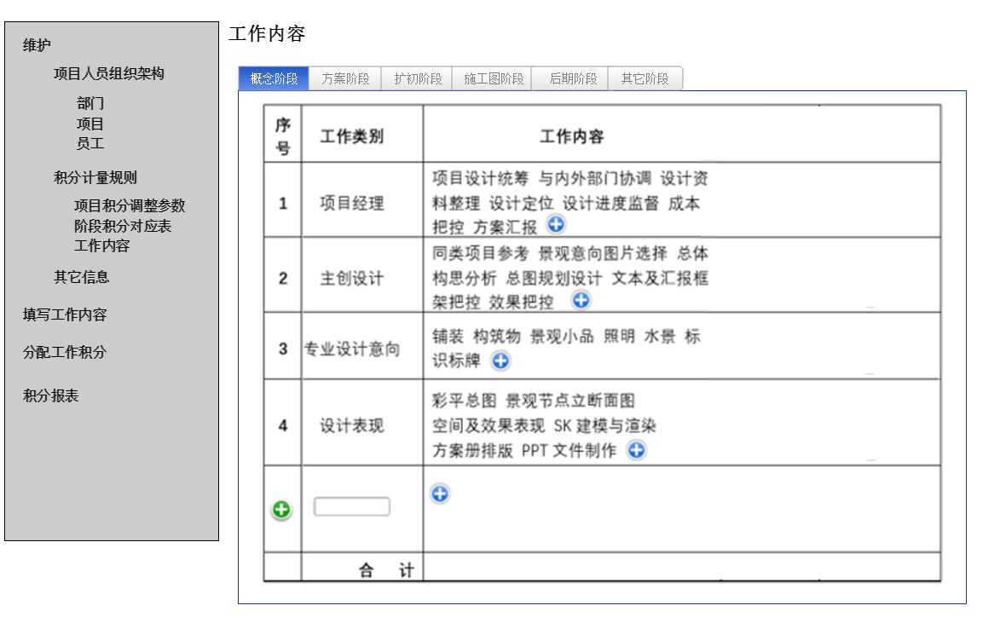 维护
项目人员组织架构
部门
项目
员工
积分计量规则
项目积分调整参数
阶段积分对应表
工作内容
其它信息
填写工作内容
分配工作积分
积分报表
工作内容
概念阶段 方案阶段 扩初阶段 施工图阶段 后期阶段 其它阶段
序号 工作类别 工作内容
1 项目经理
项目设计统筹 与内外部门协调 设计资
料整理 设计定位 设计进度监督 成本
把控 方案汇报
2 主创设计
同类项目参考 景观意向图片选择 总体
构思分析 总图规划设计 文本及汇报框
架把控 效果把控
3 专业设计意向
铺装 构筑物 景观小品 照明 水景 标
识标牌
4 设计表现
彩平总图 景观节点立断面图
空间及效果表现 SK 建模与渲染
方案册排版 PPT 文件制作
合 计